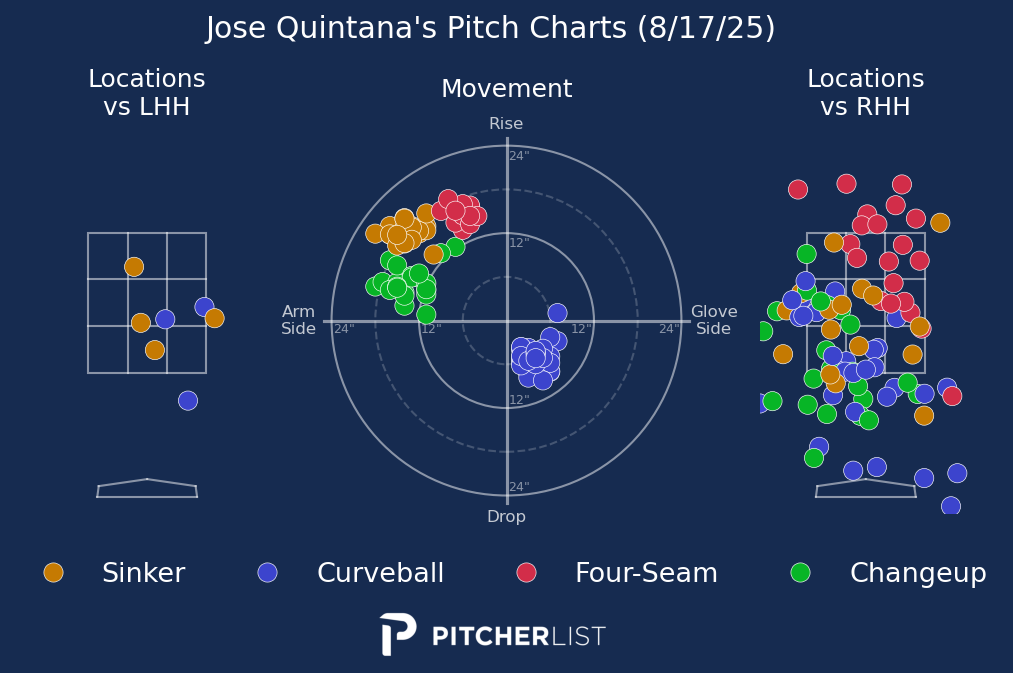 Jose Quintana's Pitch Charts (8/17/25)
Locations
vs LHH
Movement
Locations
vs RHH
Rise
24"
12"
Arm
Side
24"
12"
12"
24"
Glove
Side
12"
24"
Drop
Sinker
Curveball
Four-Seam
Changeup
PITCHERLIST